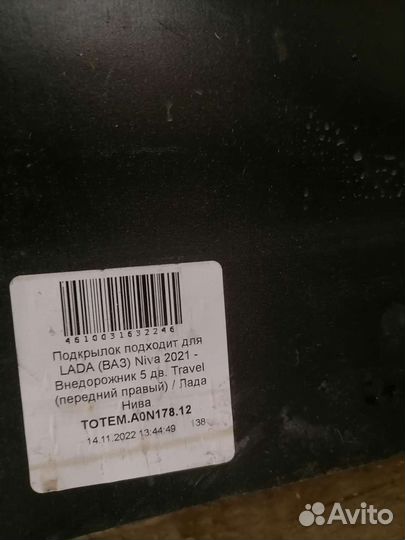 4610031632246
Подкрылок подходит для
LADA (ВАЗ) Niva 2021 -
Внедорожник 5 дв. Travel
(передний правый) / Лада
Нива
TOTEM.A0N178.12
14.11.2022 13:44:49 138
Avito